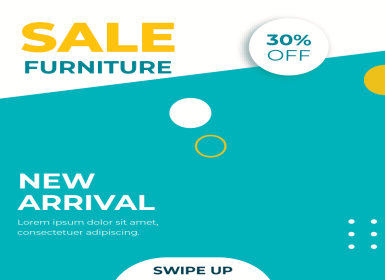 SALE
FURNITURE
30%
OFF
NEW
ARRIVAL
Lorem ipsum dolor sit amet,
consectetuer adipiscing.
SWIPE UP